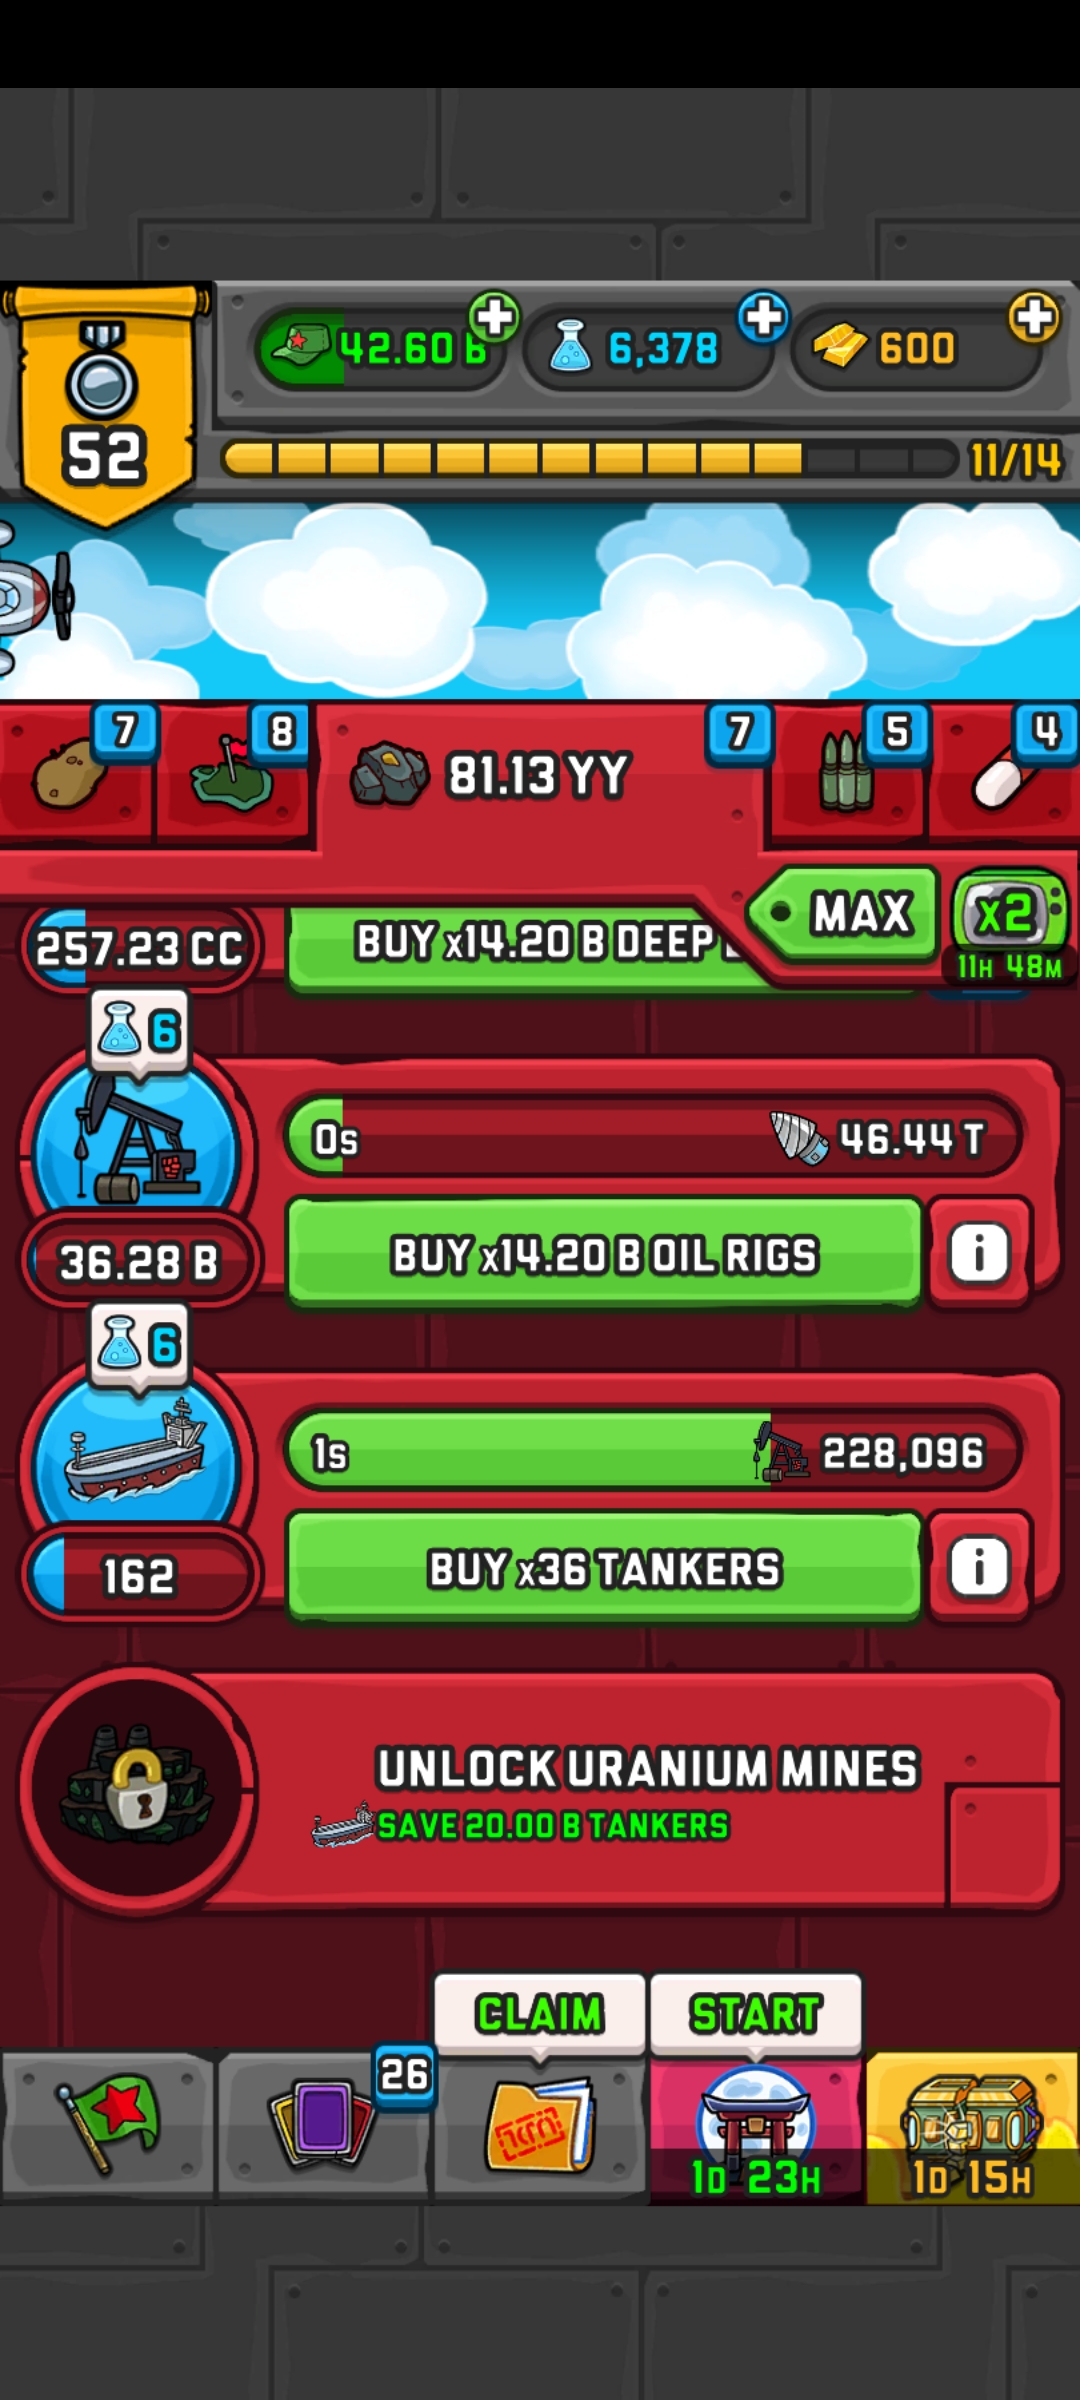 42.60 B
6,378
600
52
11/14
7
8
81.13 YY
7
5
4
MAX
x2
11H 48M
257.23 CC
BUY x14.20 B DEEP
6
0s
46.44 T
36.28 B
BUY x14.20 B OIL RIGS
i
6
1s
228,096
162
BUY x36 TANKERS
i
UNLOCK URANIUM MINES
SAVE 20.00 B TANKERS
CLAIM
START
26
1D 23H
1D 15H